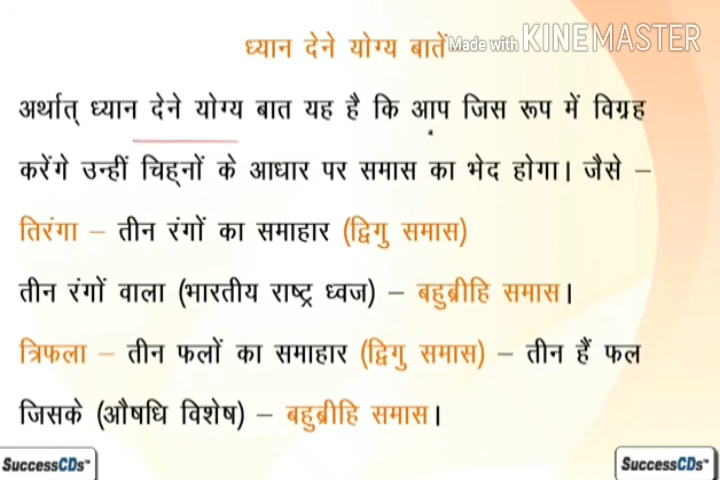 ध्यान देने योग्य बातें
Made with KINEMASTER
अर्थात् ध्यान देने योग्य बात यह है कि आप जिस रूप में विग्रह
करेंगे उन्हीं चिह्नों के आधार पर समास का भेद होगा। जैसे –
तिरंगा – तीन रंगों का समाहार (द्विगु समास)
तीन रंगों वाला (भारतीय राष्ट्र ध्वज) – बहुब्रीहि समास।
त्रिफला – तीन फलों का समाहार (द्विगु समास) – तीन हैं फल
जिसके (औषधि विशेष) – बहुब्रीहि समास।
SuccessCDs™ SuccessCDs™